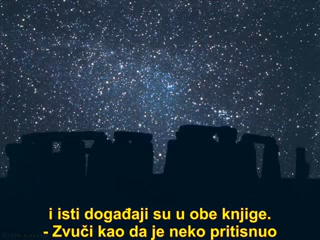 i isti događaji su u obe knjige.
- Zvuči kao da je neko pritisnuo